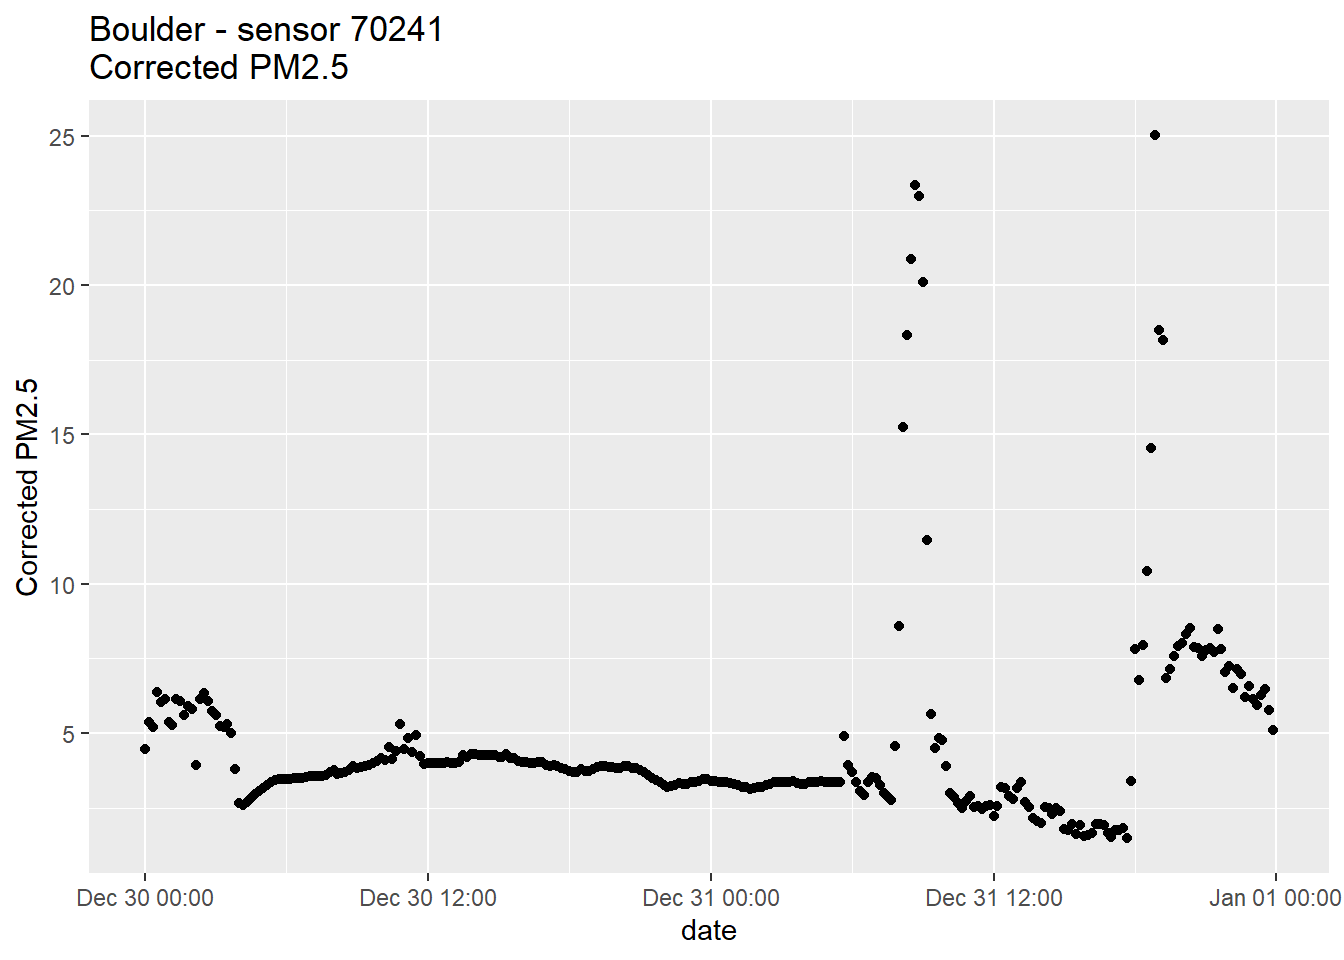 Boulder - sensor 70241
Corrected PM2.5
25
20
15
10
5
Corrected PM2.5
Dec 30 00:00
Dec 30 12:00
Dec 31 00:00
Dec 31 12:00
Jan 01 00:00
date